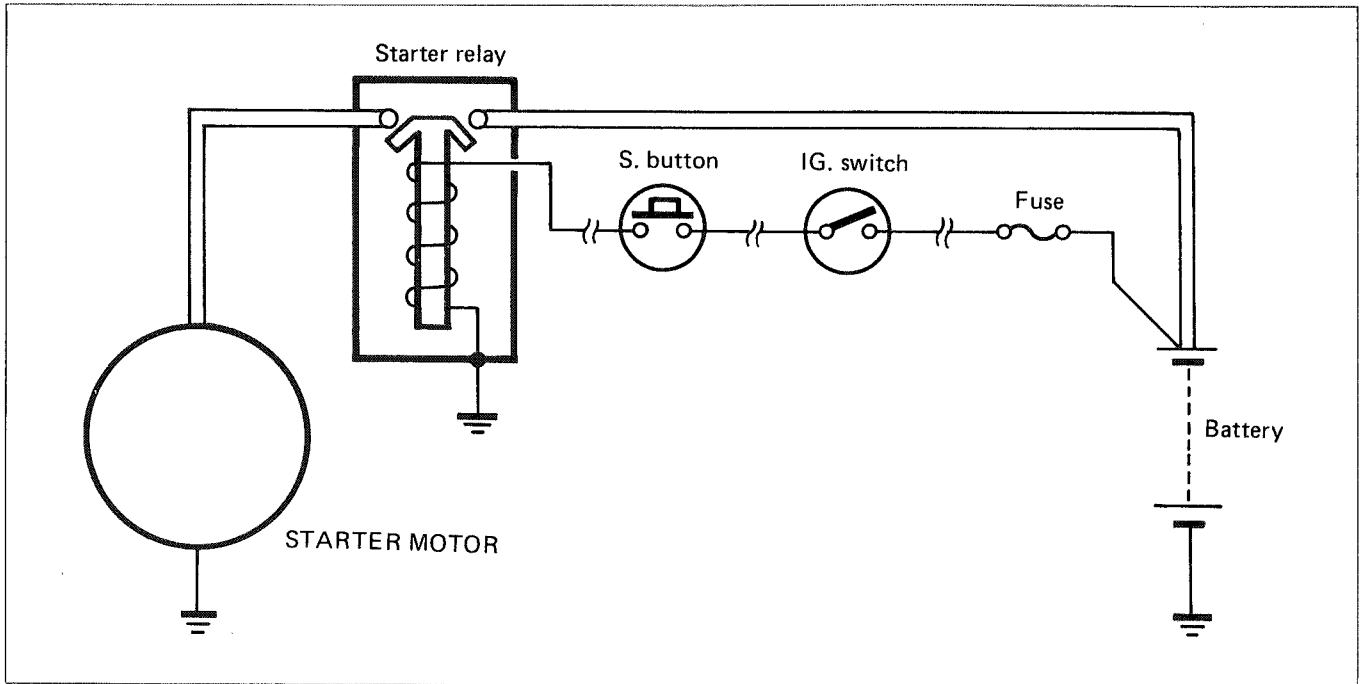 Starter relay
S. button
IG. switch
Fuse
Battery
STARTER MOTOR